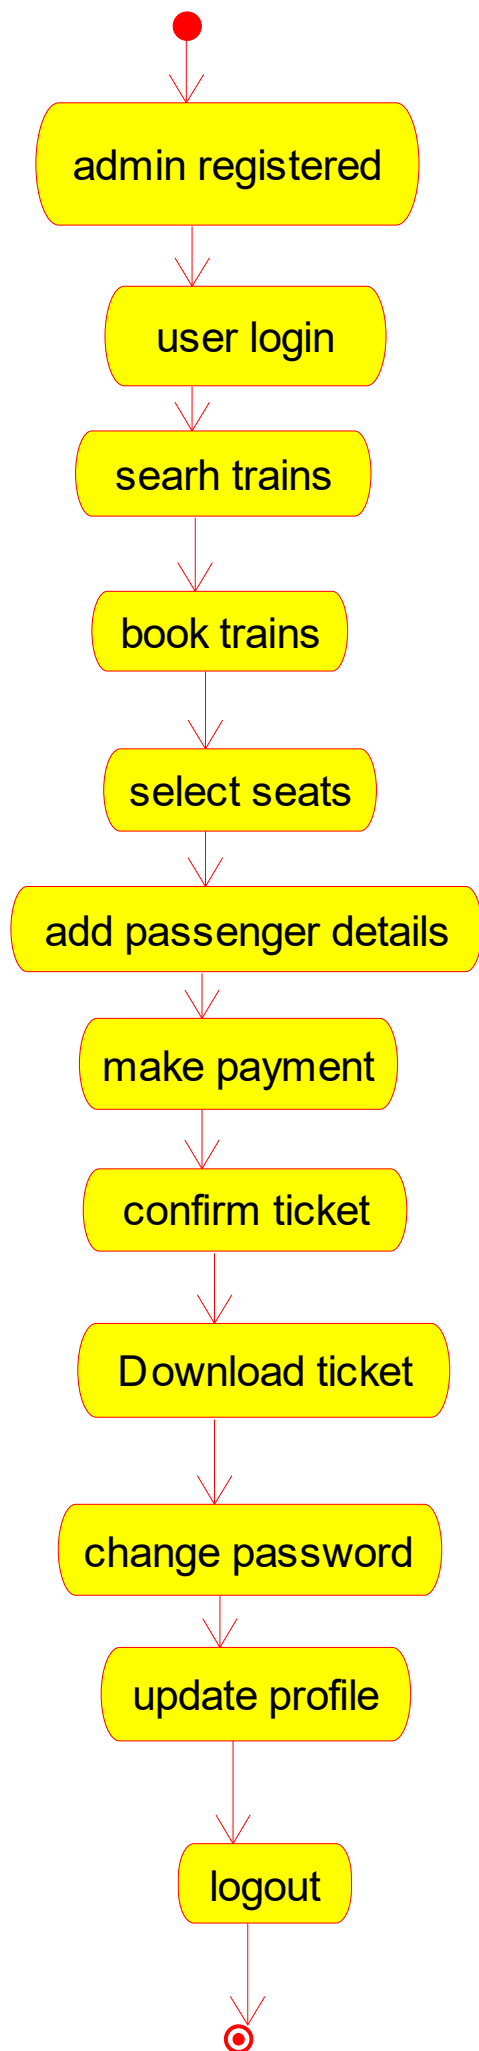 admin registered
user login
searh trains
book trains
select seats
add passenger details
make payment
confirm ticket
Download ticket
change password
update profile
logout